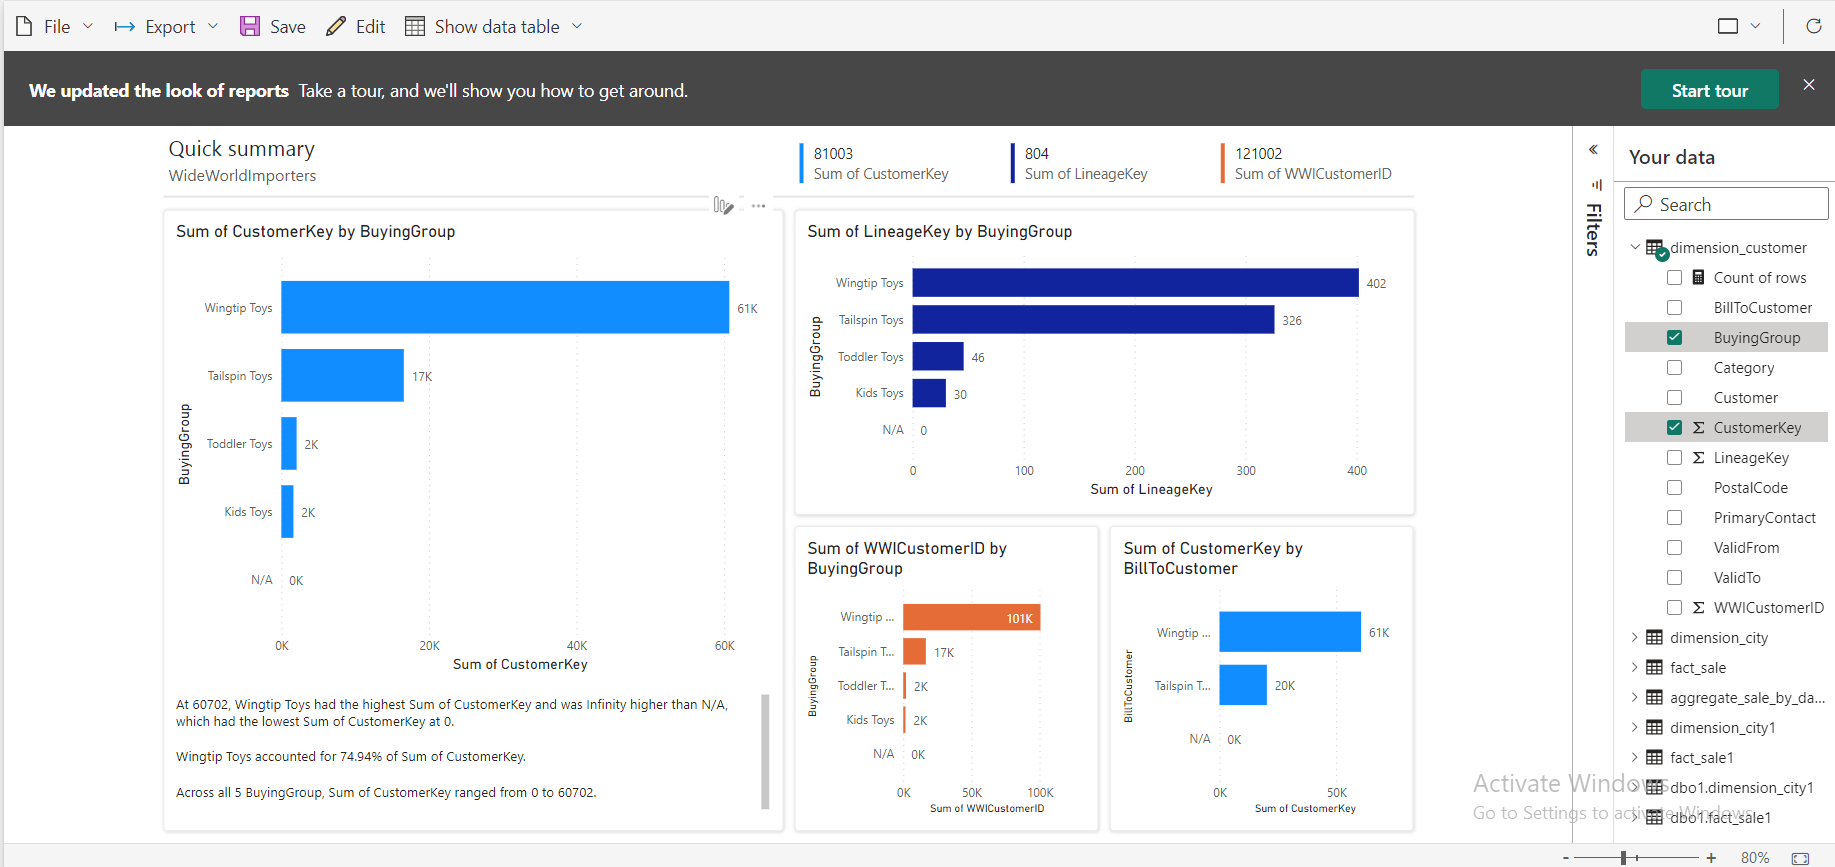 File
Export
Save
Edit
Show data table
We updated the look of reports Take a tour, and we'll show you how to get around.
Start tour
Quick summary
WideWorldImporters
81003
Sum of CustomerKey
804
Sum of LineageKey
121002
Sum of WWICustomerID
Sum of CustomerKey by BuyingGroup
BuyingGroup
Wingtip Toys 61K
Tailspin Toys 17K
Toddler Toys 2K
Kids Toys 2K
N/A 0K
0K 20K 40K 60K
Sum of CustomerKey
At 60702, Wingtip Toys had the highest Sum of CustomerKey and was Infinity higher than N/A,
which had the lowest Sum of CustomerKey at 0.
Wingtip Toys accounted for 74.94% of Sum of CustomerKey.
Across all 5 BuyingGroup, Sum of CustomerKey ranged from 0 to 60702.
Sum of LineageKey by BuyingGroup
BuyingGroup
Wingtip Toys 402
Tailspin Toys 326
Toddler Toys 46
Kids Toys 30
N/A 0
0 100 200 300 400
Sum of LineageKey
Sum of WWICustomerID by
BuyingGroup
BuyingGroup
Wingtip ... 101K
Tailspin T... 17K
Toddler T... 2K
Kids Toys 2K
N/A 0K
0K 50K 100K
Sum of WWICustomerID
Sum of CustomerKey by
BillToCustomer
BillToCustomer
Wingtip ... 61K
Tailspin T... 20K
N/A 0K
0K 50K
Sum of CustomerKey
Filters
Your data
Search
dimension_customer
Count of rows
BillToCustomer
BuyingGroup
Category
Customer
Σ CustomerKey
Σ LineageKey
PostalCode
PrimaryContact
ValidFrom
ValidTo
Σ WWICustomerID
dimension_city
fact_sale
aggregate_sale_by_da...
dimension_city1
fact_sale1
dbo1.dimension_city1
dbo1.fact_sale1
Activate Windows
Go to Settings to activate Windows.
- + 80%